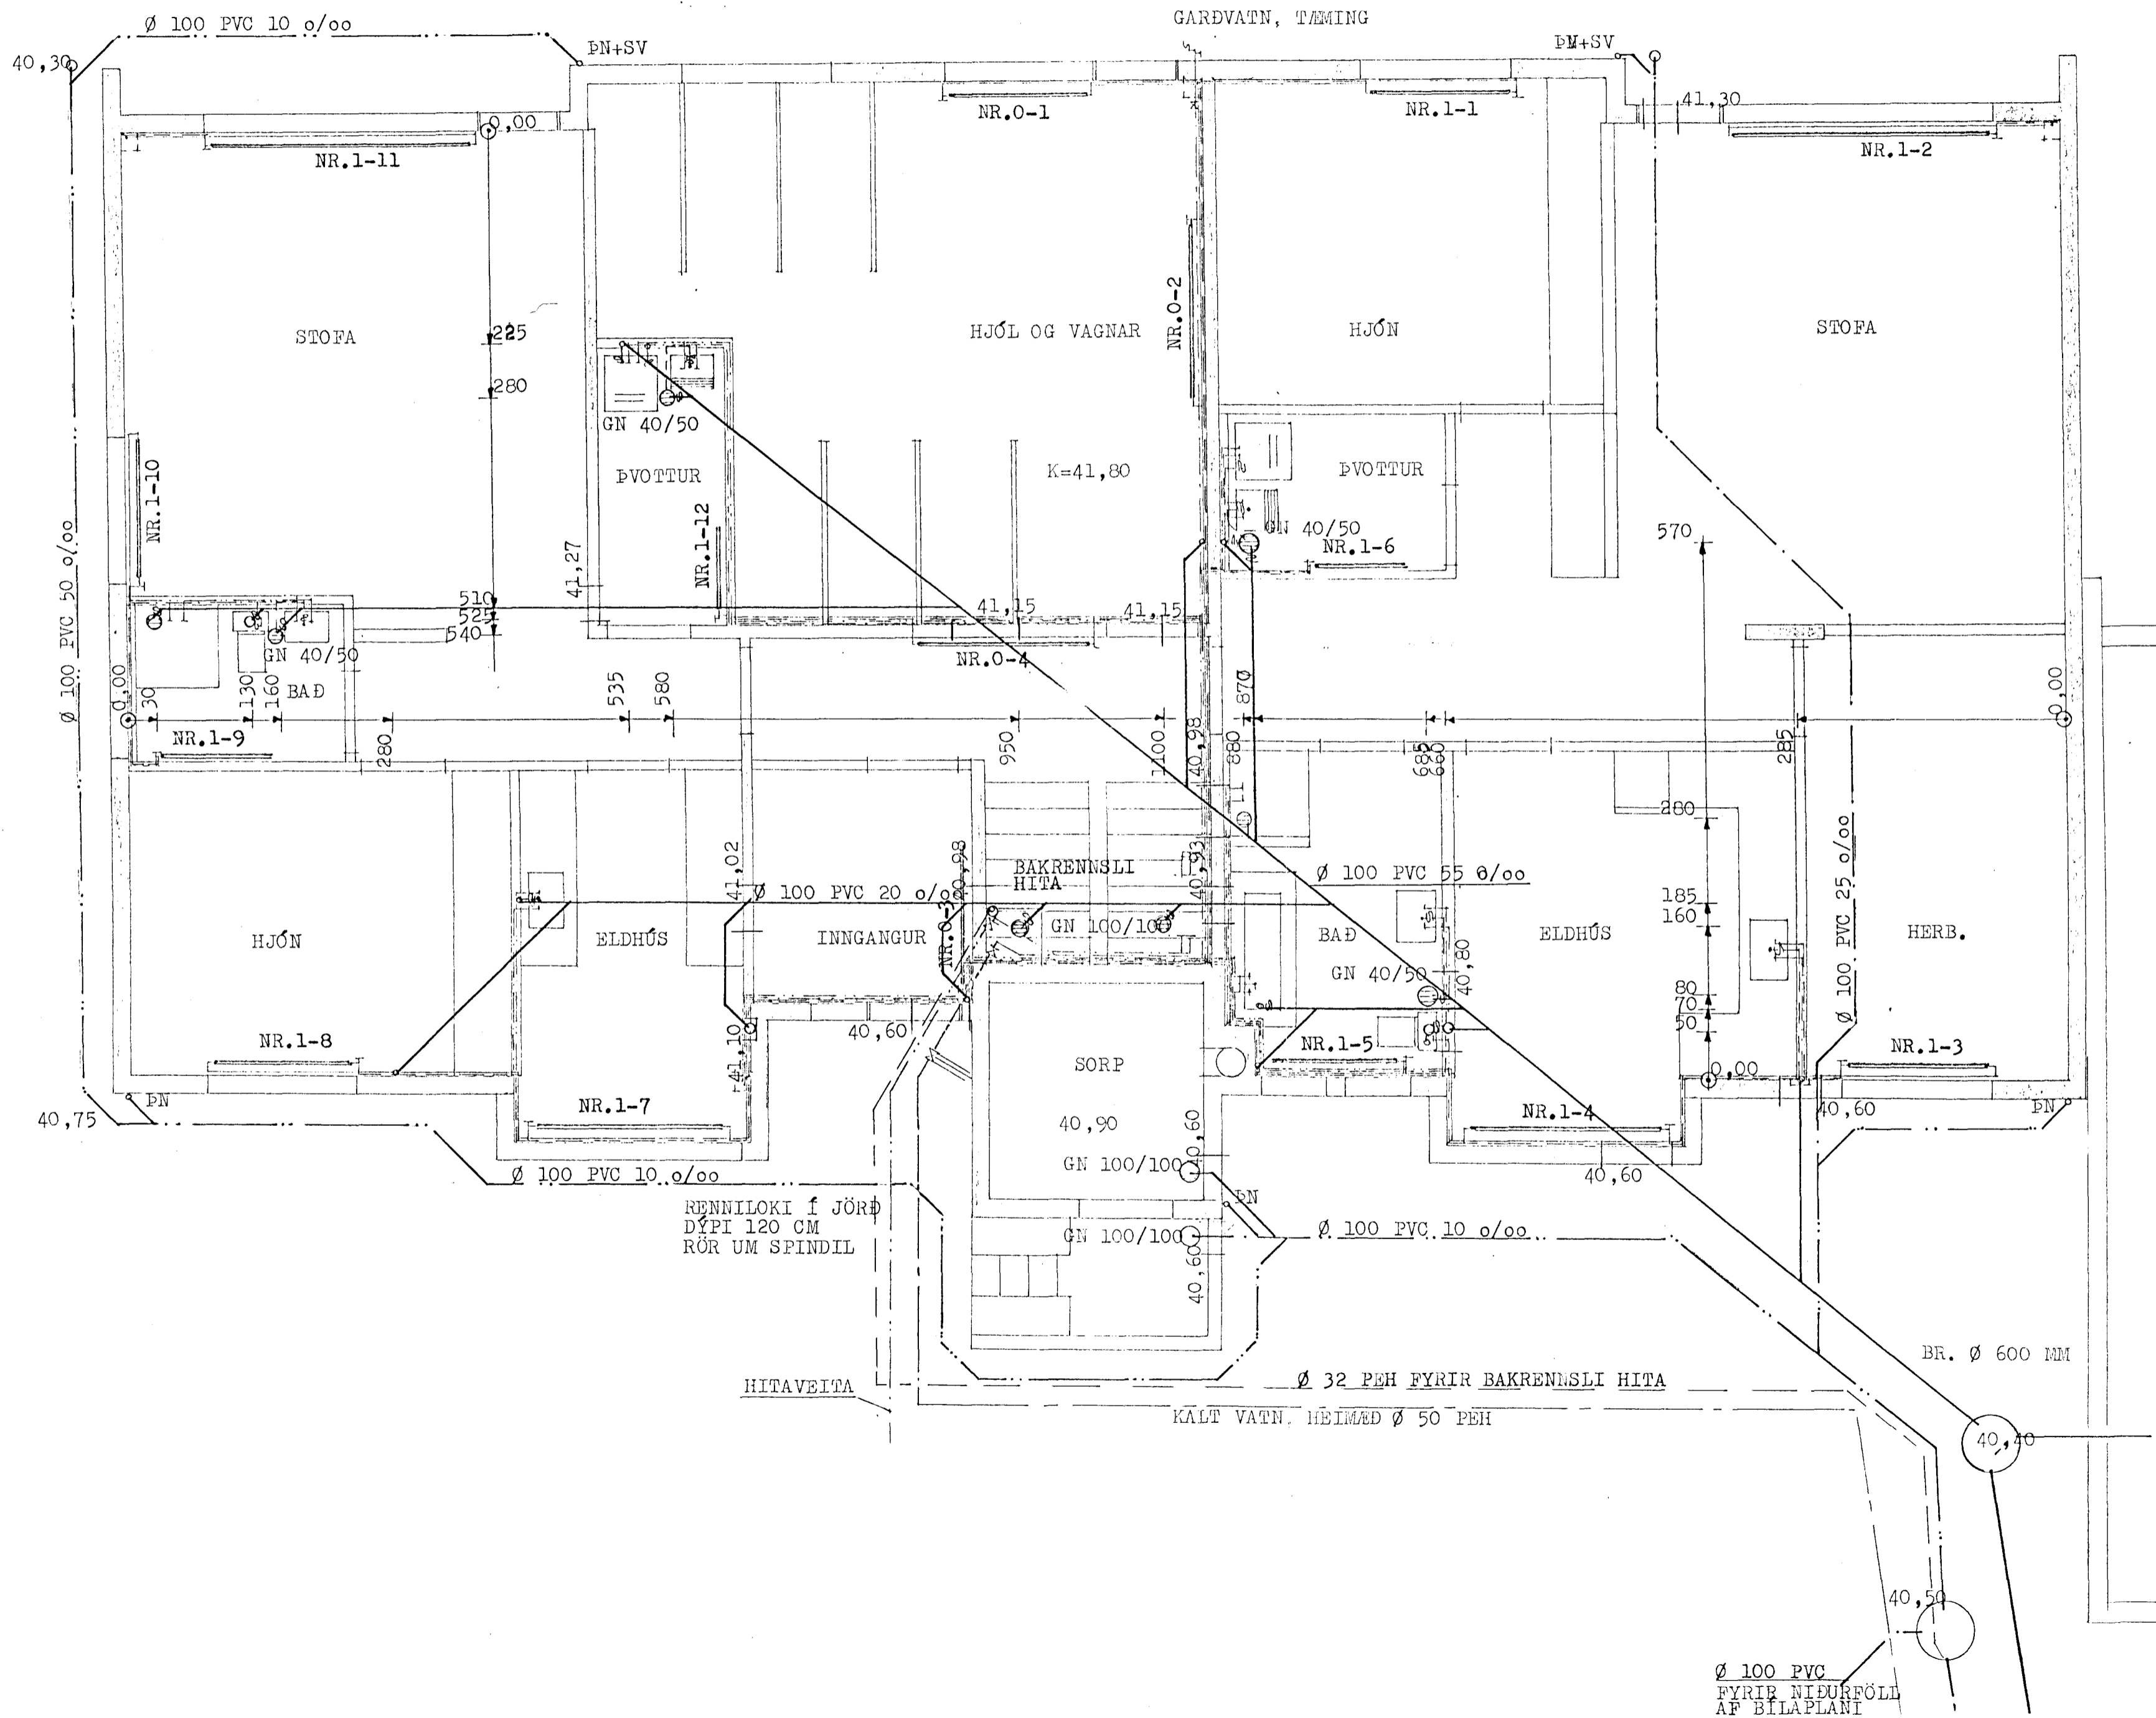 GARÐVATN, TÆMING
Ø 100 PVC 10 o/oo
ÞN+SV
ÞN+SV
40,30
41,30
0,00
NR.0-1
NR.1-1
NR.1-11
NR.1-2
STOFA
225
HJÓL OG VAGNAR
NR.0-2
HJÓN
STOFA
280
GN 40/50
NR.1-10
ÞVOTTUR
K=41,80
ÞVOTTUR
NR.1-12
GN 40/50
570
NR.1-6
Ø 100 PVC 50 o/oo
41,27
510
525
540
41,15
41,15
GN 40/50
NR.0-4
BAÐ
0,00
30
130
160
280
535
580
950
1100
40,98
880
870
685
660
285
0,00
NR.1-9
280
41,02
40,98
BAKRENNSLI
HITA
40,93
Ø 100 PVC 55 o/oo
Ø 100 PVC 20 o/oo
185
160
Ø 100 PVC 25 o/oo
HJÓN
ELDHÚS
INNGANGUR
NR.0-3
GN 100/100
BAÐ
ELDHÚS
HERB.
GN 40/50
40,80
80
70
50
NR.1-8
41,10
40,60
SORP
NR.1-5
0,00
NR.1-3
ÞN
40,75
NR.1-7
40,90
40,60
NR.1-4
40,60
ÞN
GN 100/100
40,60
Ø 100 PVC 10 o/oo
ÞN
RENNILOKI Í JÖRÐ
DÝPI 120 CM
RÖR UM SPINDIL
GN 100/100
40,60
Ø 100 PVC 10 o/oo
BR. Ø 600 MM
HITAVEITA
Ø 32 PEH FYRIR BAKRENNSLI HITA
KALT VATN, HEIMÆÐ Ø 50 PEH
40,40
40,50
Ø 100 PVC
FYRIR NIÐURFÖLL
AF BÍLAPLANI